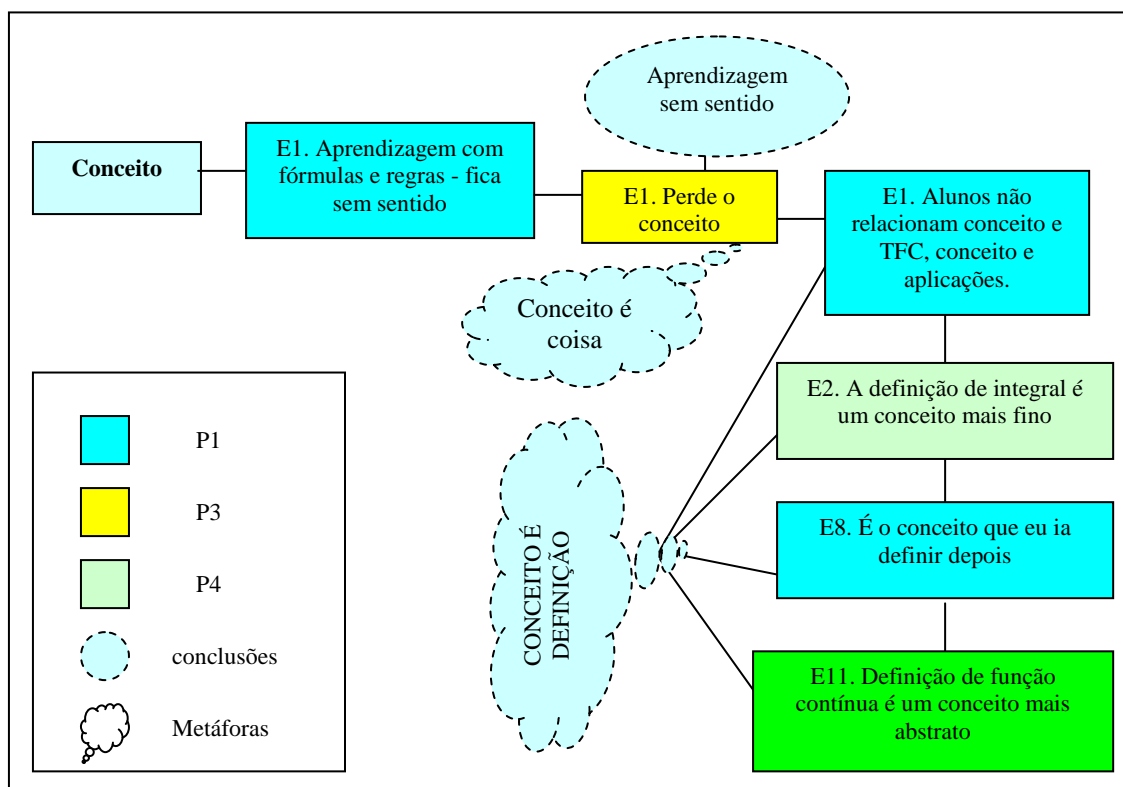 Aprendizagem
sem sentido
Conceito
E1. Aprendizagem com
fórmulas e regras - fica
sem sentido
E1. Perde o
conceito
E1. Alunos não
relacionam conceito e
TFC, conceito e
aplicações.
Conceito é
coisa
E2. A definição de integral é
um conceito mais fino
CONCEITO É
DEFINIÇÃO
E8. É o conceito que eu ia
definir depois
E11. Definição de função
contínua é um conceito mais
abstrato
P1
P3
P4
conclusões
Metáforas